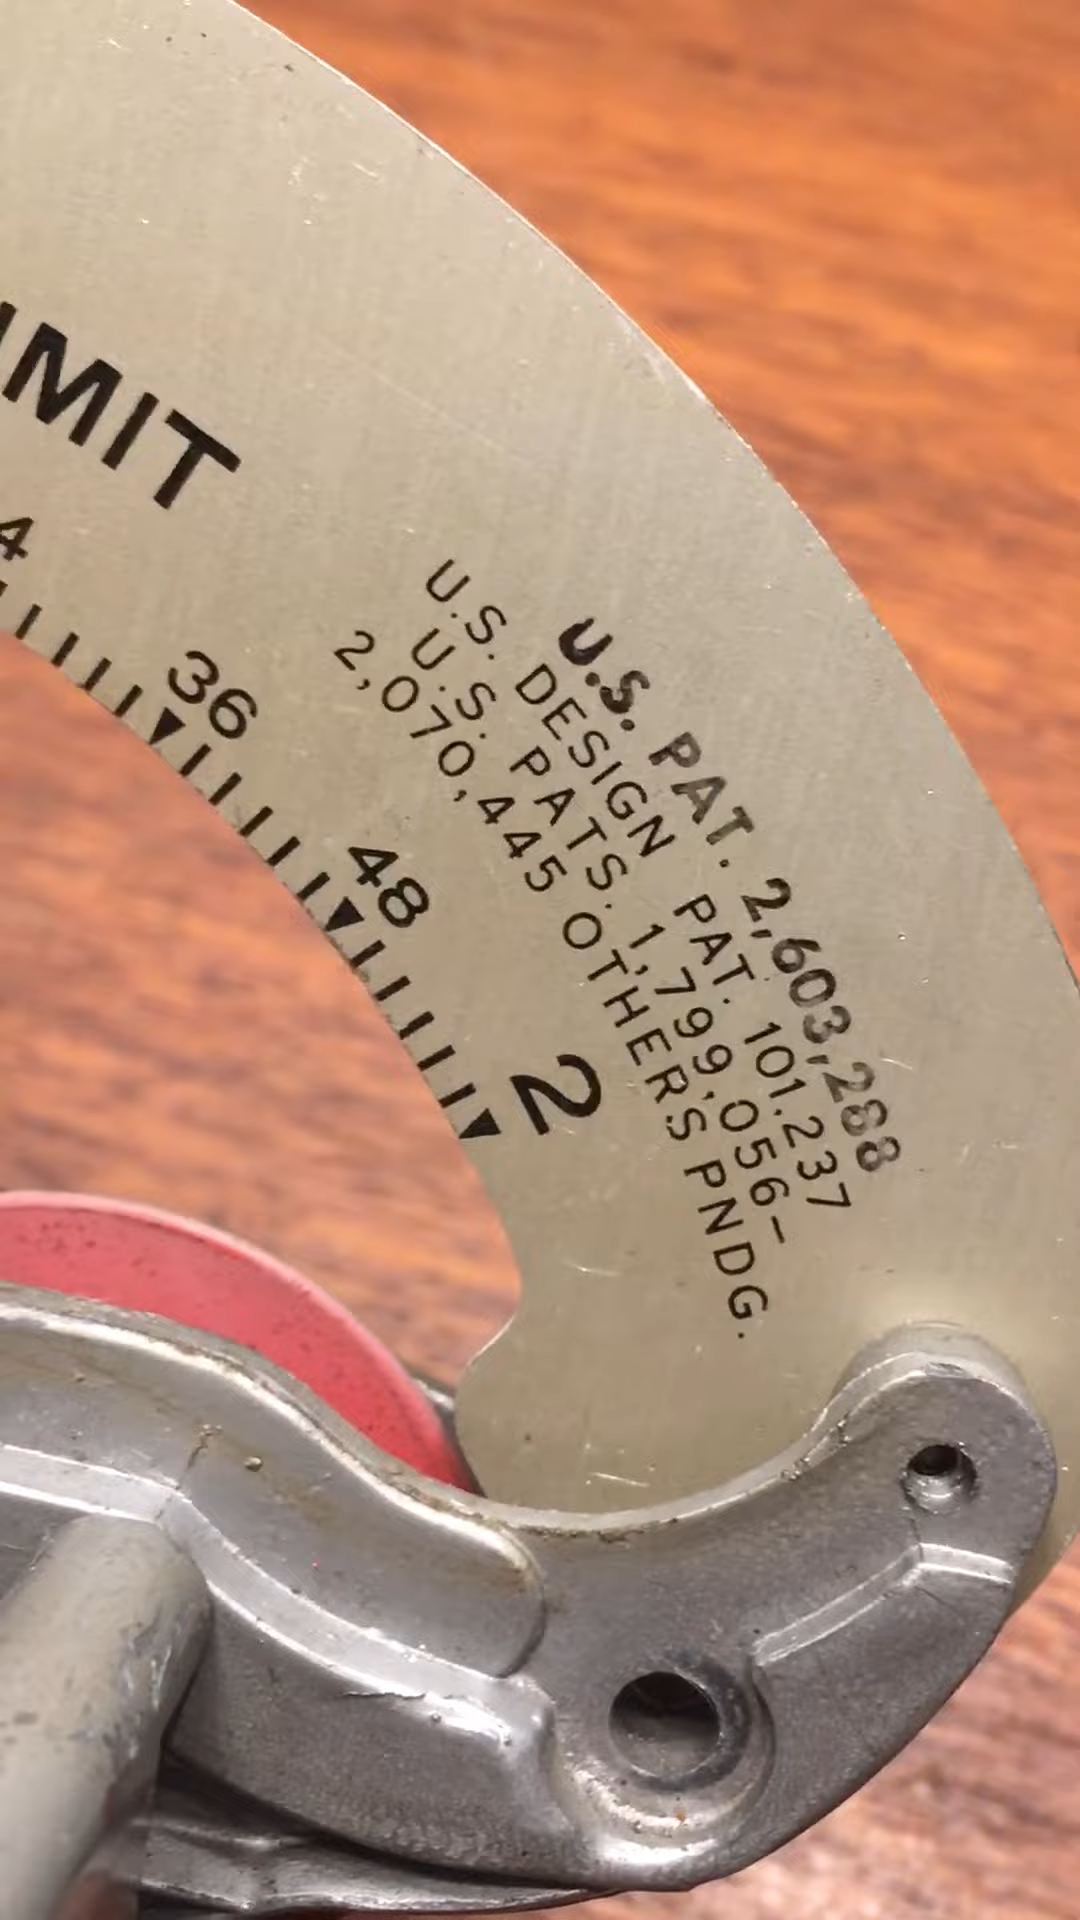 IMIT
4
36
48
2
U.S. PAT. 2,603,288
U.S. DESIGN PAT. 101.237
U.S. PATS. 1,799,056-
2,070,445 OTHERS PNDG.